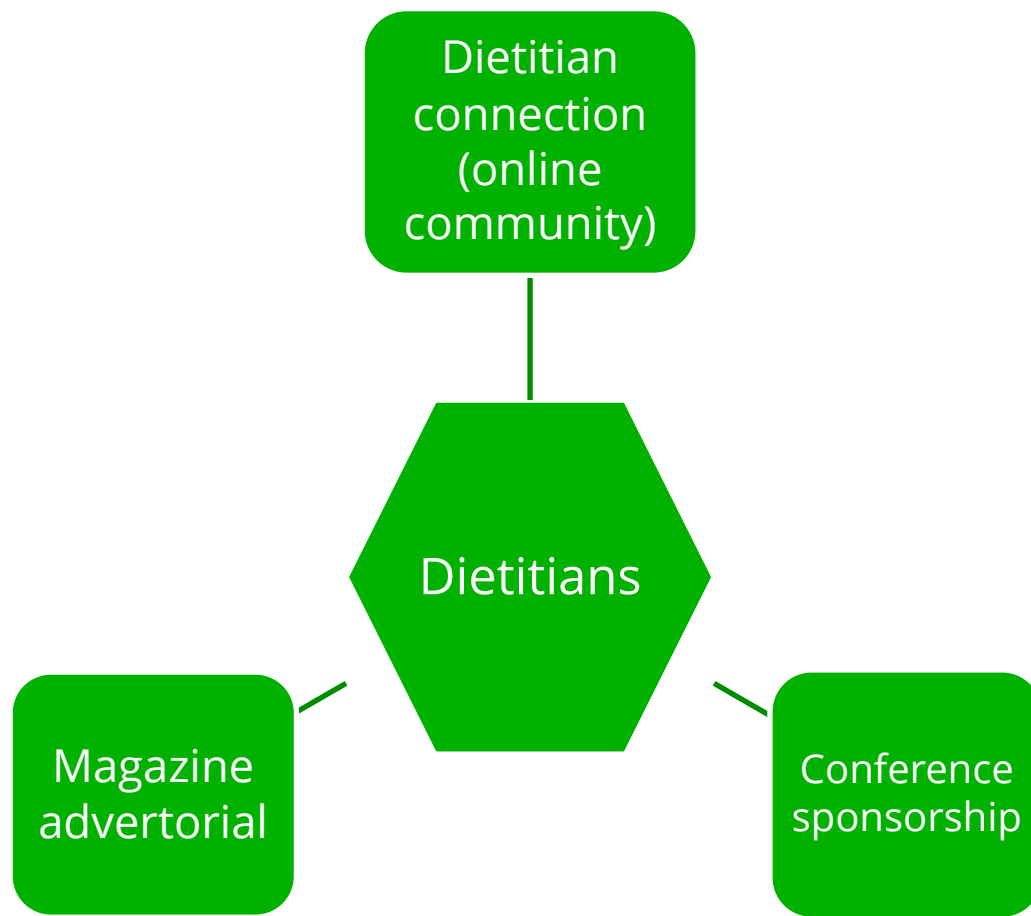 Dietitian
connection
(online
community)
Dietitians
Magazine
advertorial
Conference
sponsorship